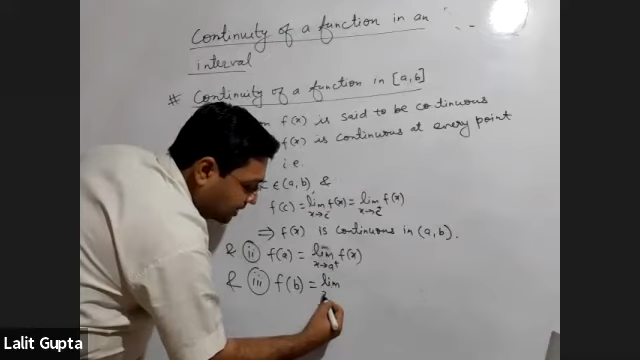 Continuity of a function in an
interval
# Continuity of a function in [a,b]
f(x) is said to be continuous
f(x) is continuous at every point
i.e.
∈(a,b) &
f(c) = lim x→c⁻ f(x) = lim x→c f(x)
⇒ f(x) is continuous in (a,b).
& (ii) f(a) = lim x→a⁺ f(x)
& (iii) f(b) = lim
Lalit Gupta